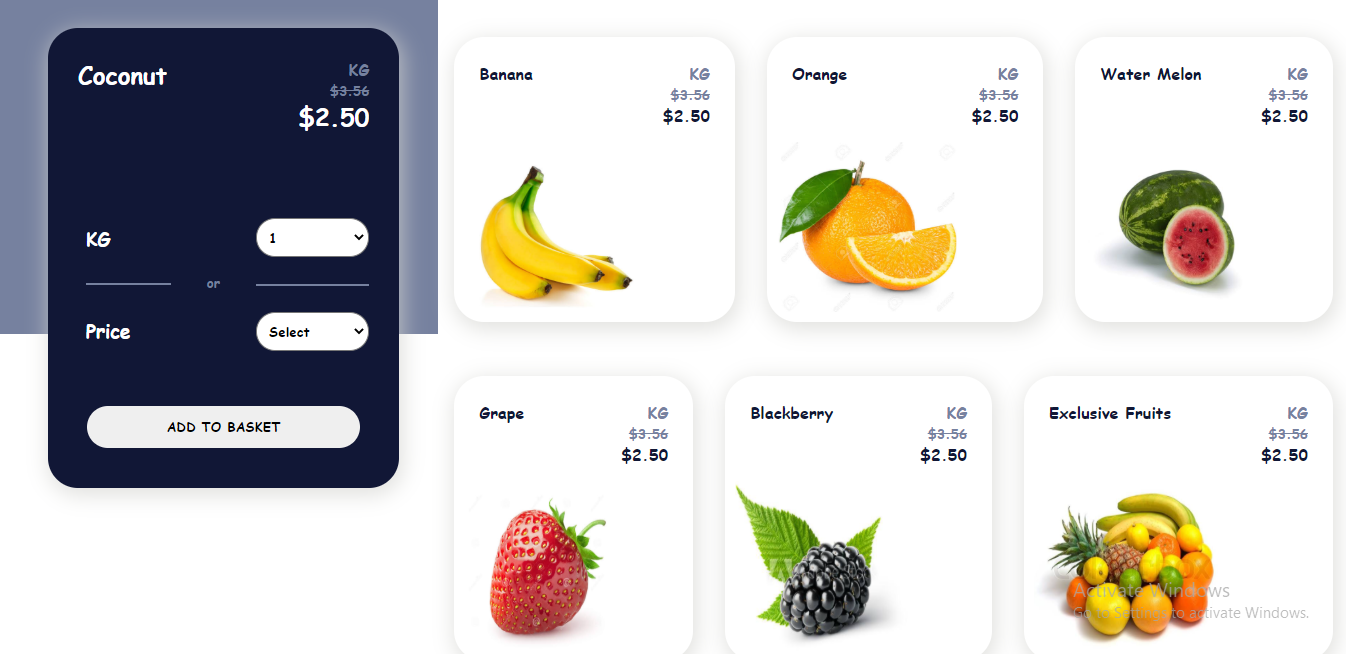 Coconut
KG
$3.56
$2.50
KG
1
or
Price
Select
ADD TO BASKET
Banana
KG
$3.56
$2.50
Orange
KG
$3.56
$2.50
Water Melon
KG
$3.56
$2.50
Grape
KG
$3.56
$2.50
Blackberry
KG
$3.56
$2.50
Exclusive Fruits
KG
$3.56
$2.50
Activate Windows
Go to Settings to activate Windows.